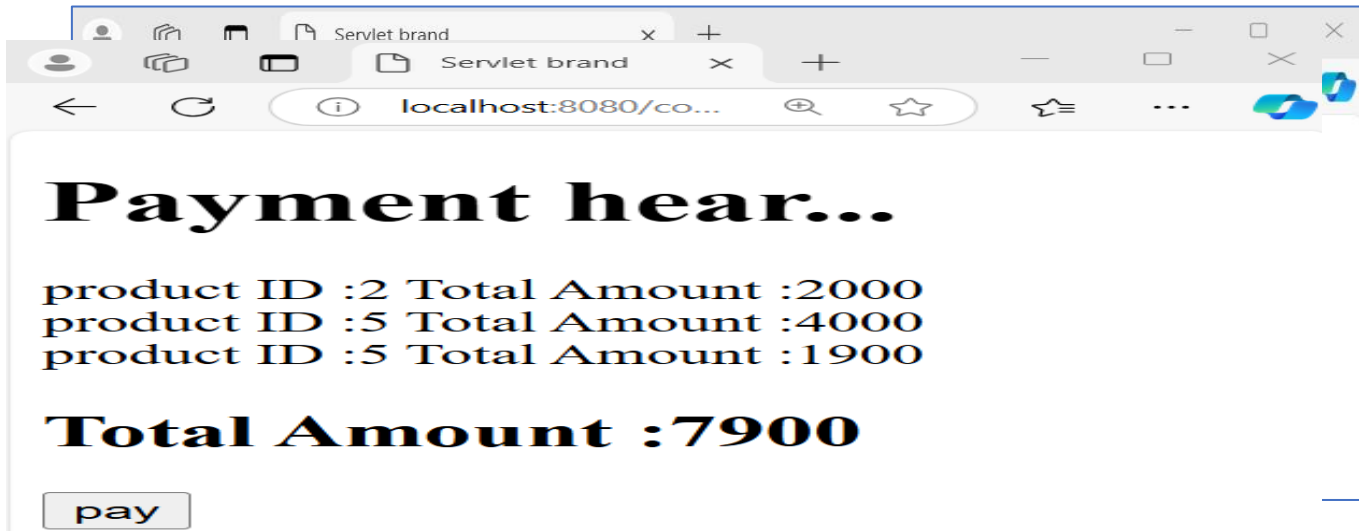 Servlet brand
Servlet brand
localhost:8080/co...
Payment hear...
product ID :2 Total Amount :2000
product ID :5 Total Amount :4000
product ID :5 Total Amount :1900
Total Amount :7900
pay